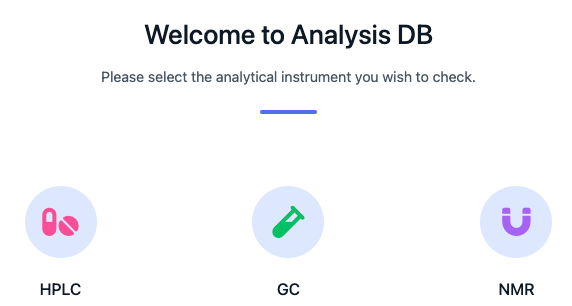 Welcome to Analysis DB
Please select the analytical instrument you wish to check.
HPLC
GC
NMR